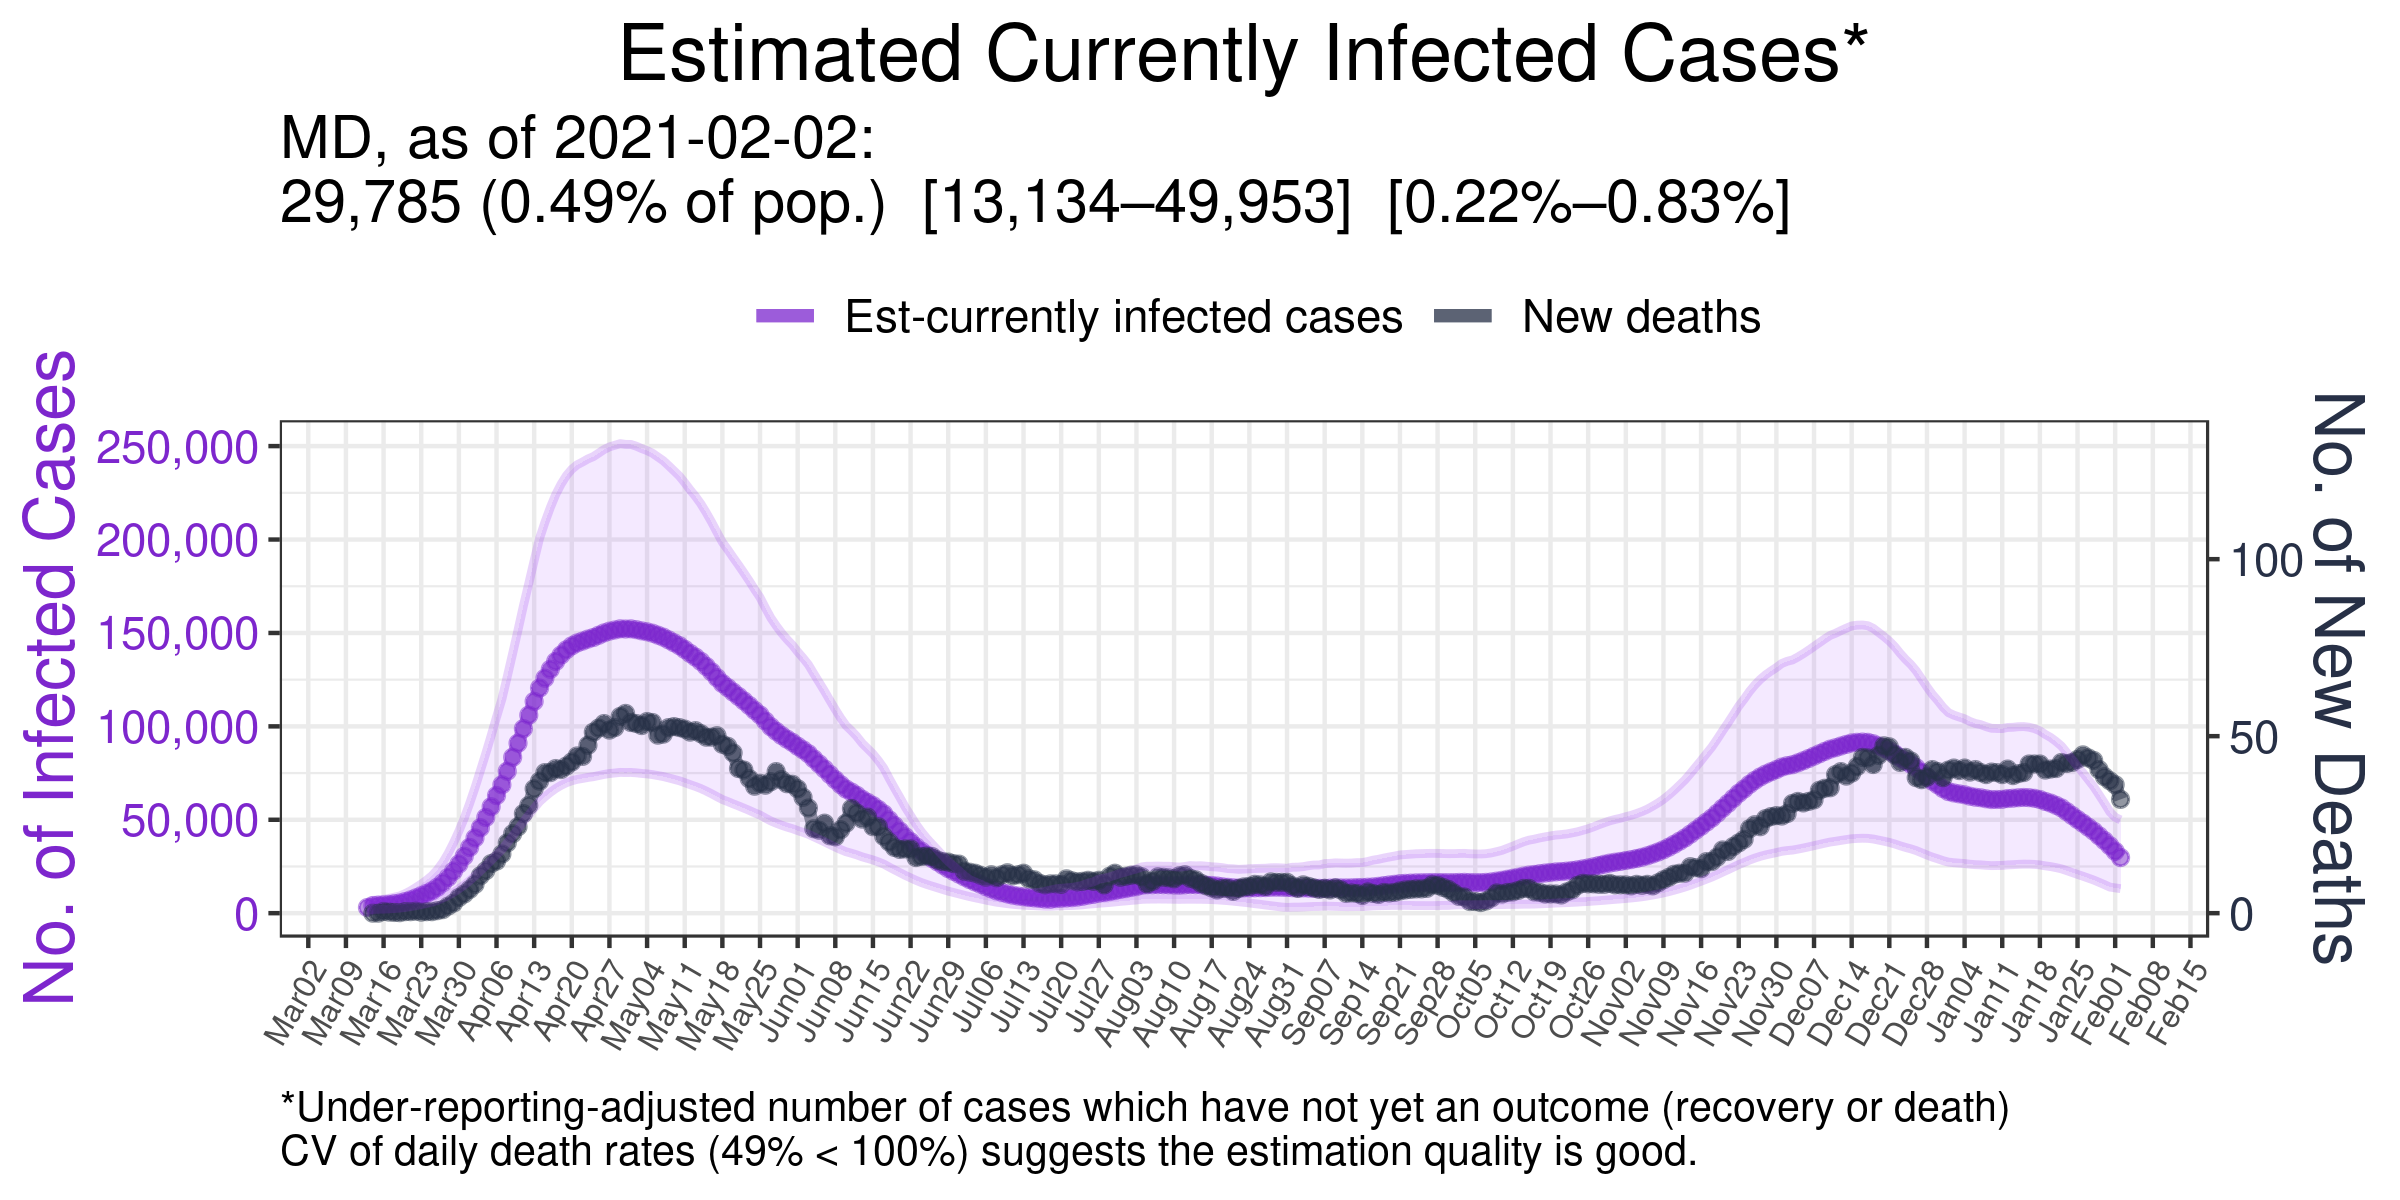 Estimated Currently Infected Cases*
MD, as of 2021-02-02:
29,785 (0.49% of pop.)  [13,134–49,953]  [0.22%–0.83%]
Est-currently infected cases
New deaths
No. of Infected Cases
250,000
200,000
150,000
100,000
50,000
0
100
50
0
No. of New Deaths
Mar02
Mar09
Mar16
Mar23
Mar30
Apr06
Apr13
Apr20
Apr27
May04
May11
May18
May25
Jun01
Jun08
Jun15
Jun22
Jun29
Jul06
Jul13
Jul20
Jul27
Aug03
Aug10
Aug17
Aug24
Aug31
Sep07
Sep14
Sep21
Sep28
Oct05
Oct12
Oct19
Oct26
Nov02
Nov09
Nov16
Nov23
Nov30
Dec07
Dec14
Dec21
Dec28
Jan04
Jan11
Jan18
Jan25
Feb01
Feb08
Feb15
*Under-reporting-adjusted number of cases which have not yet an outcome (recovery or death)
CV of daily death rates (49% < 100%) suggests the estimation quality is good.